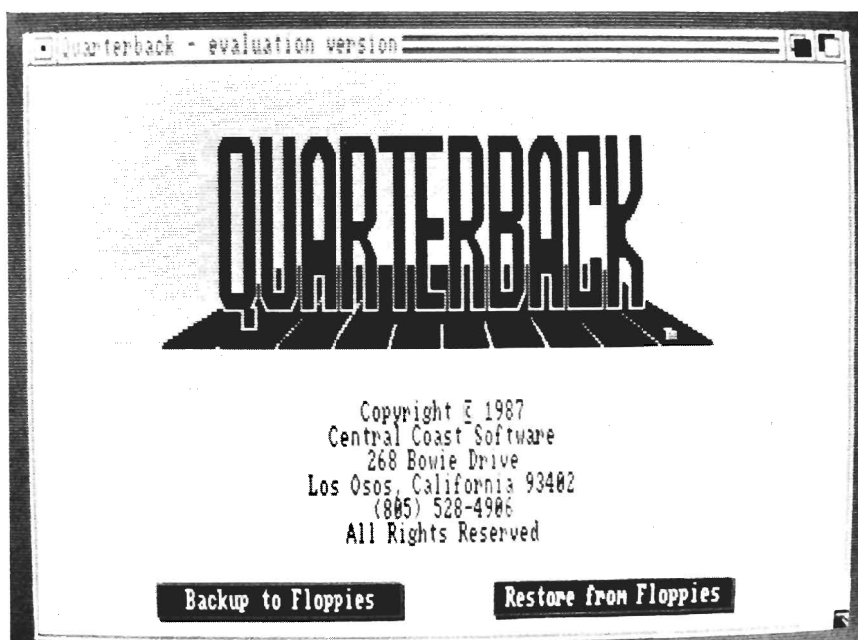 Quarterback - evaluation version
QUARTERBACK
Copyright © 1987
Central Coast Software
268 Bowie Drive
Los Osos, California 93402
(805) 528-4906
All Rights Reserved
Backup to Floppies
Restore from Floppies